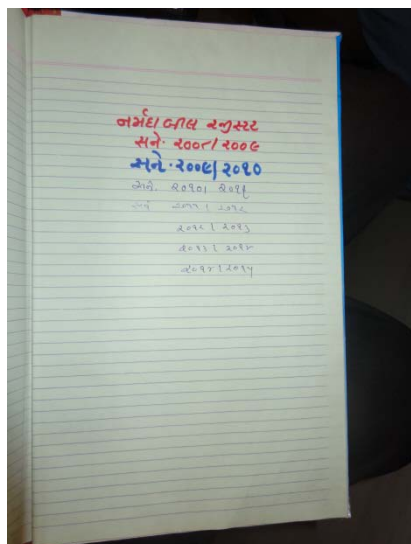 નર્મદા બીલ રજીસ્ટર
સને. ૨૦૦૮/૨૦૦૯
સને. ૨૦૦૯/૨૦૧૦
સને. ૨૦૧૦/ ૨૦૧૧
૨૦૧૧ / ૨૦૧૨
૨૦૧૨ / ૨૦૧૩
૨૦૧૩ / ૨૦૧૪
૨૦૧૪ / ૨૦૧૫